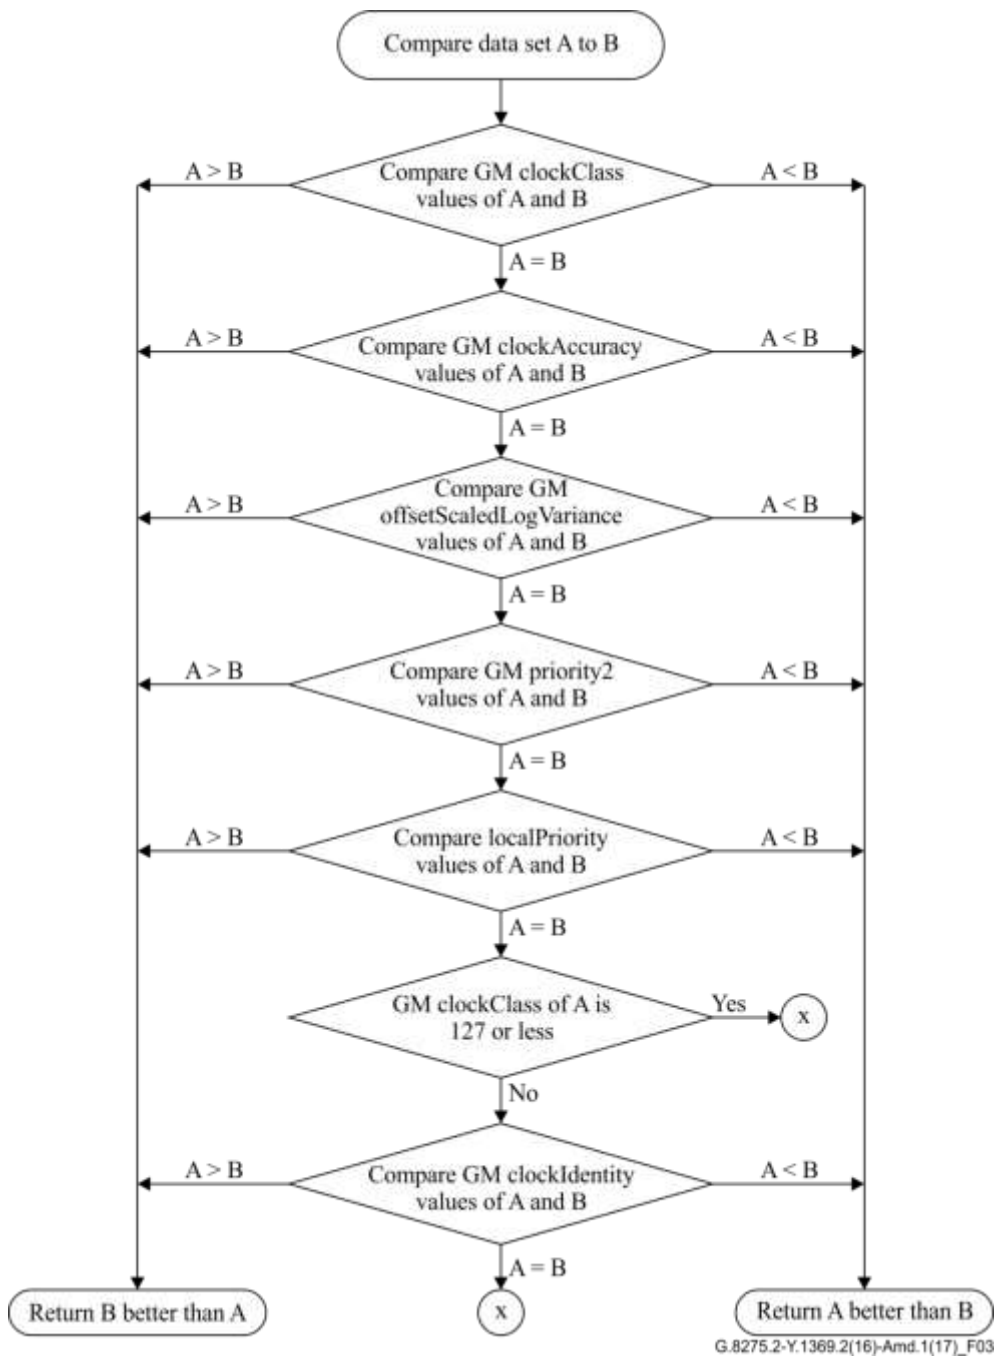 Compare data set A to B
A > B
Compare GM clockClass
values of A and B
A < B
A = B
A > B
Compare GM clockAccuracy
values of A and B
A < B
A = B
A > B
Compare GM
offsetScaledLogVariance
values of A and B
A < B
A = B
A > B
Compare GM priority2
values of A and B
A < B
A = B
A > B
Compare localPriority
values of A and B
A < B
A = B
GM clockClass of A is
127 or less
Yes
x
No
A > B
Compare GM clockIdentity
values of A and B
A < B
A = B
Return B better than A
x
Return A better than B
G.8275.2-Y.1369.2(16)-Amd.1(17)_F03